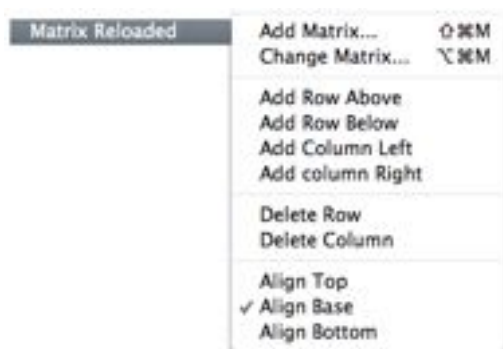 Matrix Reloaded
Add Matrix... ⇧⌘M
Change Matrix... ⌥⌘M
Add Row Above
Add Row Below
Add Column Left
Add column Right
Delete Row
Delete Column
Align Top
✓ Align Base
Align Bottom